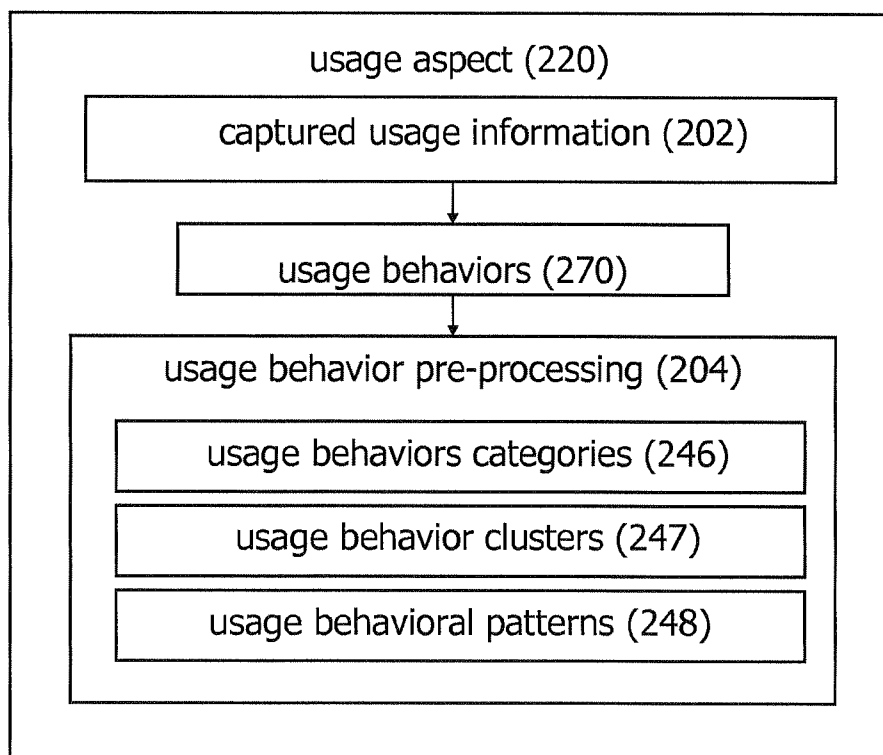 usage aspect (220)
captured usage information (202)
usage behaviors (270)
usage behavior pre-processing (204)
usage behaviors categories (246)
usage behavior clusters (247)
usage behavioral patterns (248)